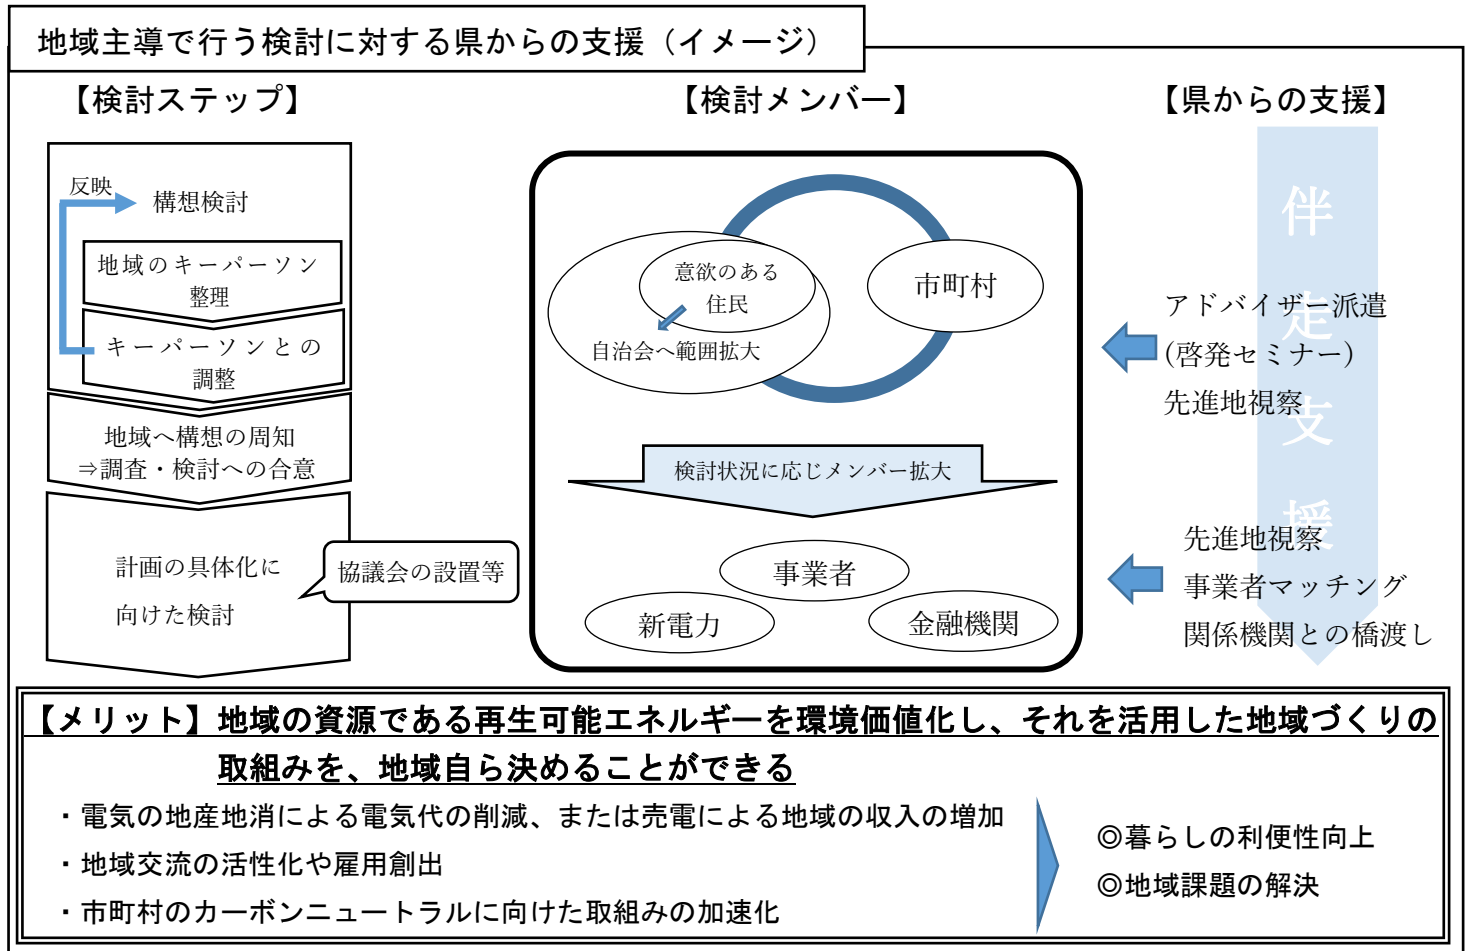 地域主導で行う検討に対する県からの支援（イメージ）
【検討ステップ】
反映
構想検討
地域のキーパーソン
整理
キーパーソンとの
調整
地域へ構想の周知
⇒調査・検討への合意
計画の具体化に
向けた検討
協議会の設置等
【検討メンバー】
意欲のある
住民
自治会へ範囲拡大
市町村
検討状況に応じメンバー拡大
事業者
新電力
金融機関
【県からの支援】
伴走支援
アドバイザー派遣
(啓発セミナー)
先進地視察
先進地視察
事業者マッチング
関係機関との橋渡し
【メリット】地域の資源である再生可能エネルギーを環境価値化し、それを活用した地域づくりの
取組みを、地域自ら決めることができる
・電気の地産地消による電気代の削減、または売電による地域の収入の増加
・地域交流の活性化や雇用創出
・市町村のカーボンニュートラルに向けた取組みの加速化
◎暮らしの利便性向上
◎地域課題の解決